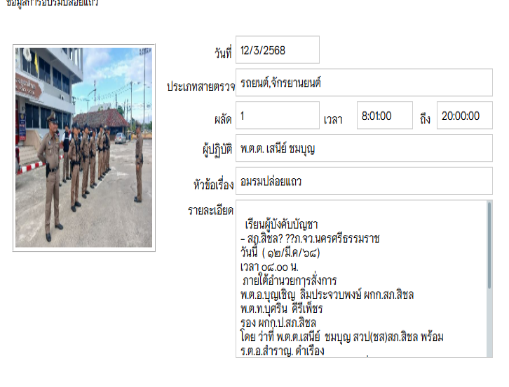 ข้อมูลการอบรมปล่อยแถว
วันที่ 12/3/2568
ประเภทสายตรวจ รถยนต์,จักรยานยนต์
ผลัด 1 เวลา 8:01:00 ถึง 20:00:00
ผู้ปฏิบัติ พ.ต.ต. เสนีย์ ชมบุญ
หัวข้อเรื่อง อมรมปล่อยแถว
รายละเอียด
เรียนผู้บังคับบัญชา
- สภ.สิชล? ??ภ.จว.นครศรีธรรมราช
วันนี้ ( ๑๒/มี.ค/๖๘)
เวลา ๐๘.๐๐ น.
ภายใต้อำนวยการสั่งการ
พ.ต.อ.บุญเชิญ ลิ่มประจวบพงษ์ ผกก.สภ.สิชล
พ.ต.ท.บุศริน คีรีเพ็ชร
รอง ผกก.ป.สภ.สิชล
โดย ว่าที่ พ.ต.ต.เสนีย์ ชมบุญ สวป(ชส)สภ.สิชล พร้อม
ร.ต.อ.สำราญ. ดำเรือง